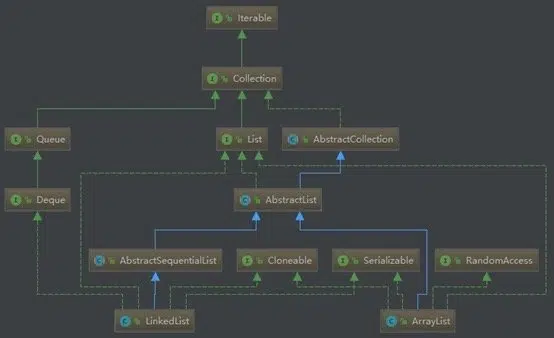 I Iterable
I Collection
I Queue
I List
C AbstractCollection
I Deque
C AbstractList
C AbstractSequentialList
I Cloneable
I Serializable
I RandomAccess
C LinkedList
C ArrayList